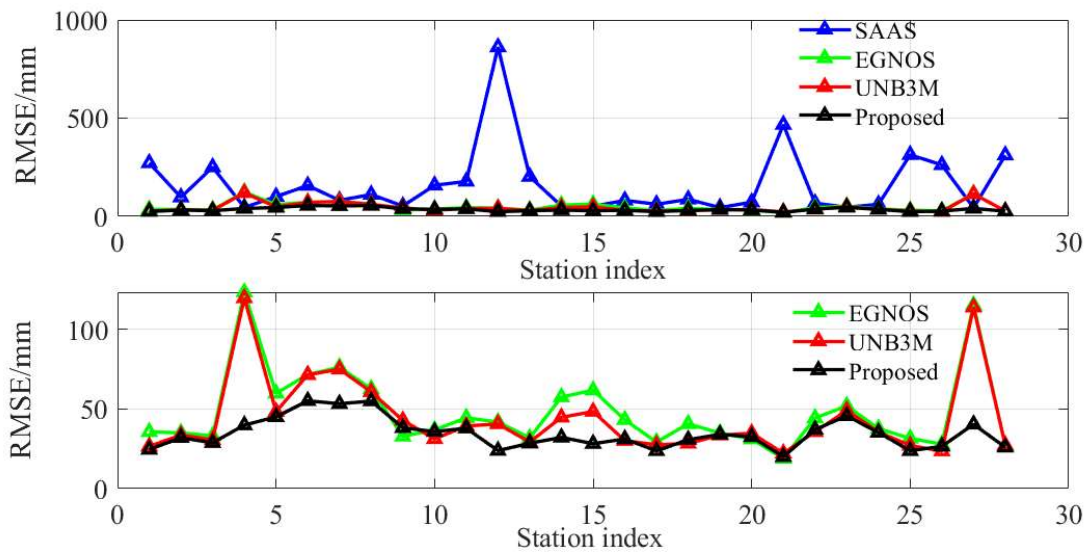 1000
500
0
RMSE/mm
SAAS
EGNOS
UNB3M
Proposed
0 5 10 15 20 25 30
Station index
100
50
0
RMSE/mm
EGNOS
UNB3M
Proposed
0 5 10 15 20 25 30
Station index